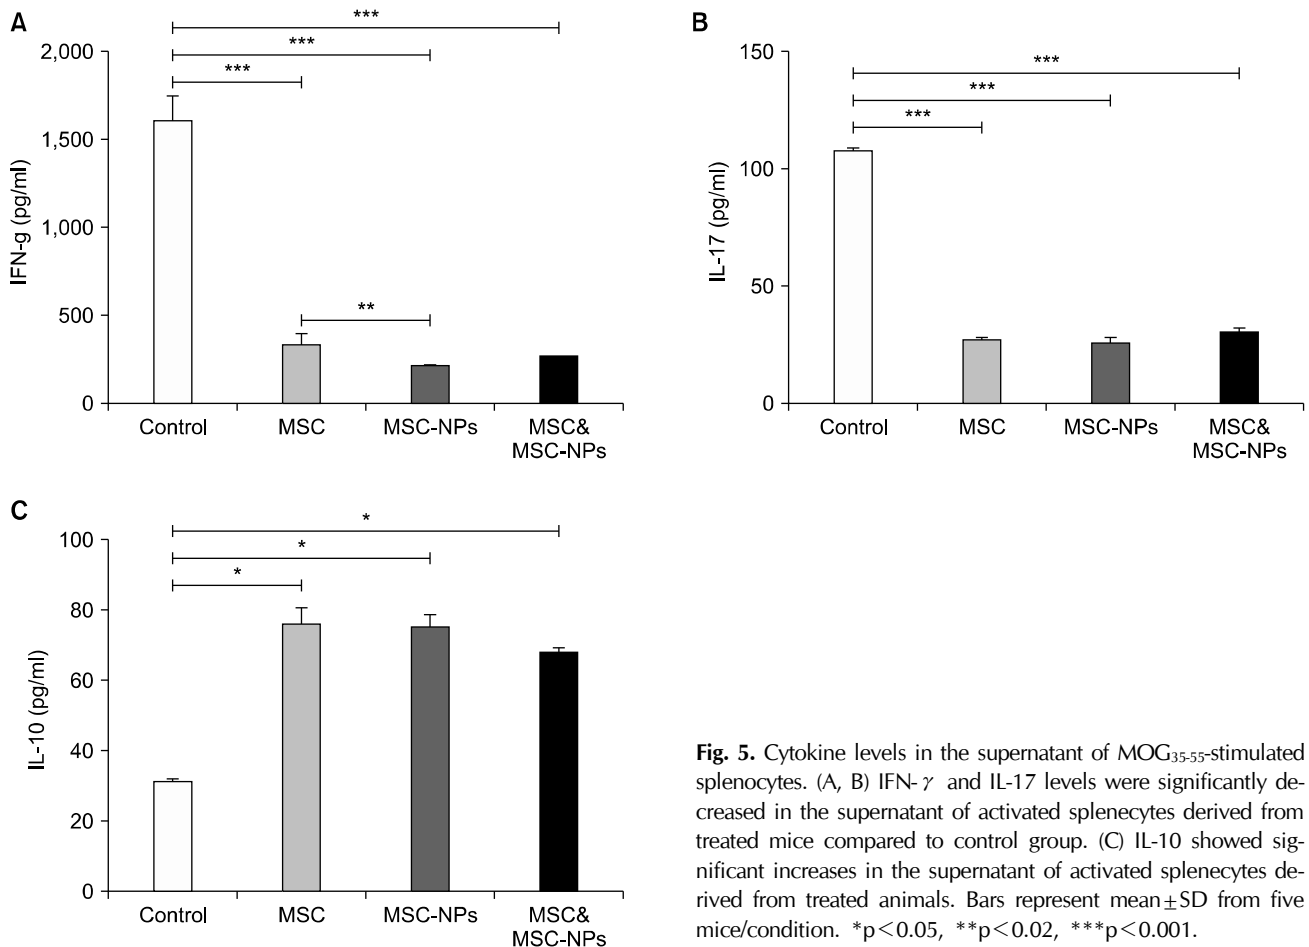 A
***
***
***
**
2,000
1,500
1,000
500
0
IFN-g (pg/ml)
Control MSC MSC-NPs MSC&
MSC-NPs
B
***
***
***
150
100
50
0
IL-17 (pg/ml)
Control MSC MSC-NPs MSC&
MSC-NPs
C
*
*
*
100
80
60
40
20
0
IL-10 (pg/ml)
Control MSC MSC-NPs MSC&
MSC-NPs
Fig. 5. Cytokine levels in the supernatant of MOG35-55-stimulated
splenocytes. (A, B) IFN-γ and IL-17 levels were significantly de-
creased in the supernatant of activated splenecytes derived from
treated mice compared to control group. (C) IL-10 showed sig-
nificant increases in the supernatant of activated splenecytes de-
rived from treated animals. Bars represent mean±SD from five
mice/condition. *p<0.05, **p<0.02, ***p<0.001.